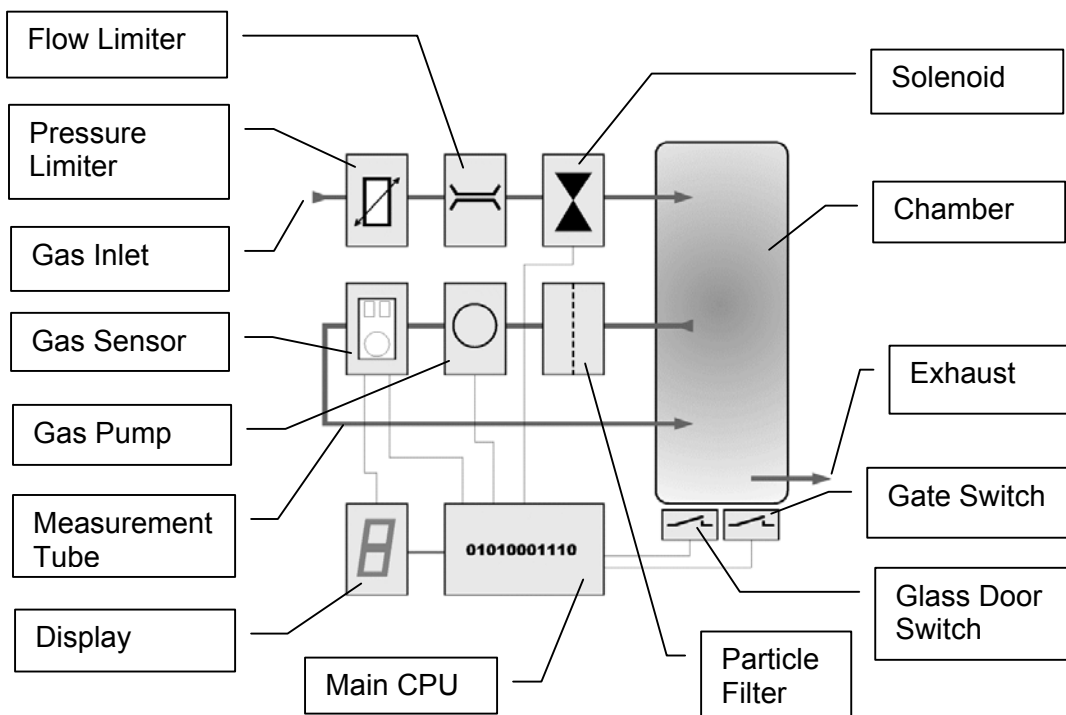 Flow Limiter
Pressure
Limiter
Gas Inlet
Gas Sensor
Gas Pump
Measurement
Tube
Display
Main CPU
01010001110
Solenoid
Chamber
Exhaust
Gate Switch
Glass Door
Switch
Particle
Filter